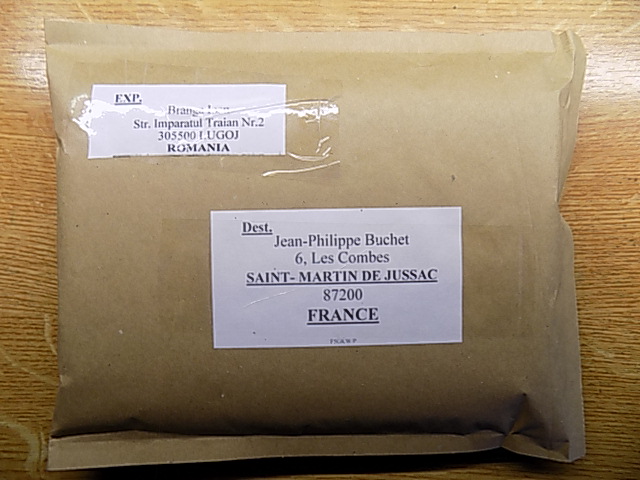 EXP.
Branga
Str. Imparatul Traian Nr.2
305500 LUGOJ
ROMANIA
Dest.
Jean-Philippe Buchet
6, Les Combes
SAINT- MARTIN DE JUSSAC
87200
FRANCE